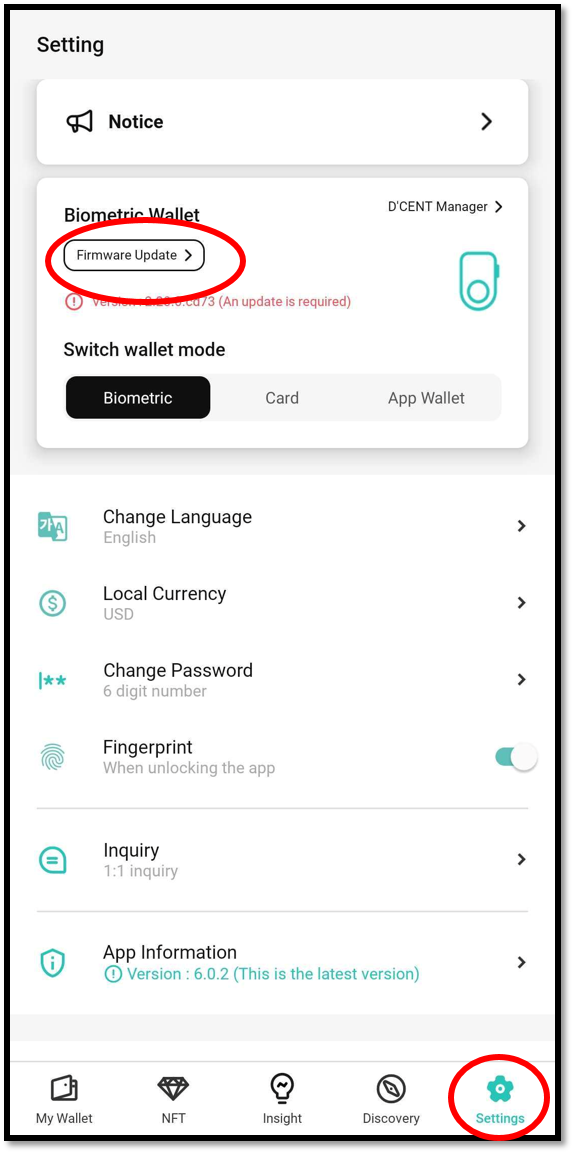 Setting
Notice
Biometric Wallet
D'CENT Manager
Firmware Update
(An update is required)
Switch wallet mode
Biometric
Card
App Wallet
가A
Change Language
English
$
Local Currency
USD
|**
Change Password
6 digit number
Fingerprint
When unlocking the app
Inquiry
1:1 inquiry
App Information
Version : 6.0.2 (This is the latest version)
My Wallet
NFT
Insight
Discovery
Settings